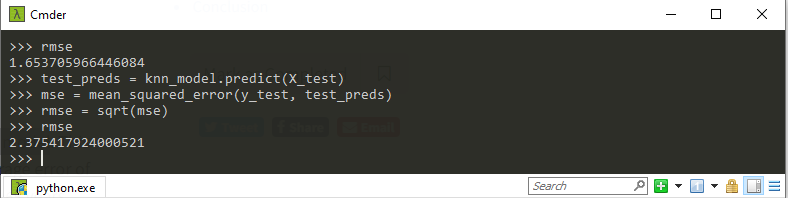 Cmder
>>> rmse
1.653705966446084
>>> test_preds = knn_model.predict(X_test)
>>> mse = mean_squared_error(y_test, test_preds)
>>> rmse = sqrt(mse)
>>> rmse
2.375417924000521
>>>
python.exe
Search